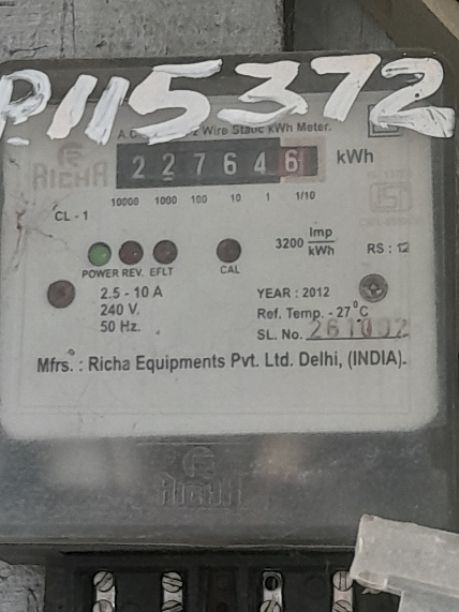 P115372
A.C. Wire Static kWh Meter.
RICHA
227646 kWh
10000 1000 100 10 1 1/10
CL - 1
3200 Imp/kWh
RS : 12
POWER REV. EFLT CAL
2.5 - 10 A
240 V.
50 Hz.
YEAR : 2012
Ref. Temp. - 27°C
SL. No. 261092
Mfrs. : Richa Equipments Pvt. Ltd. Delhi, (INDIA).
RICHA